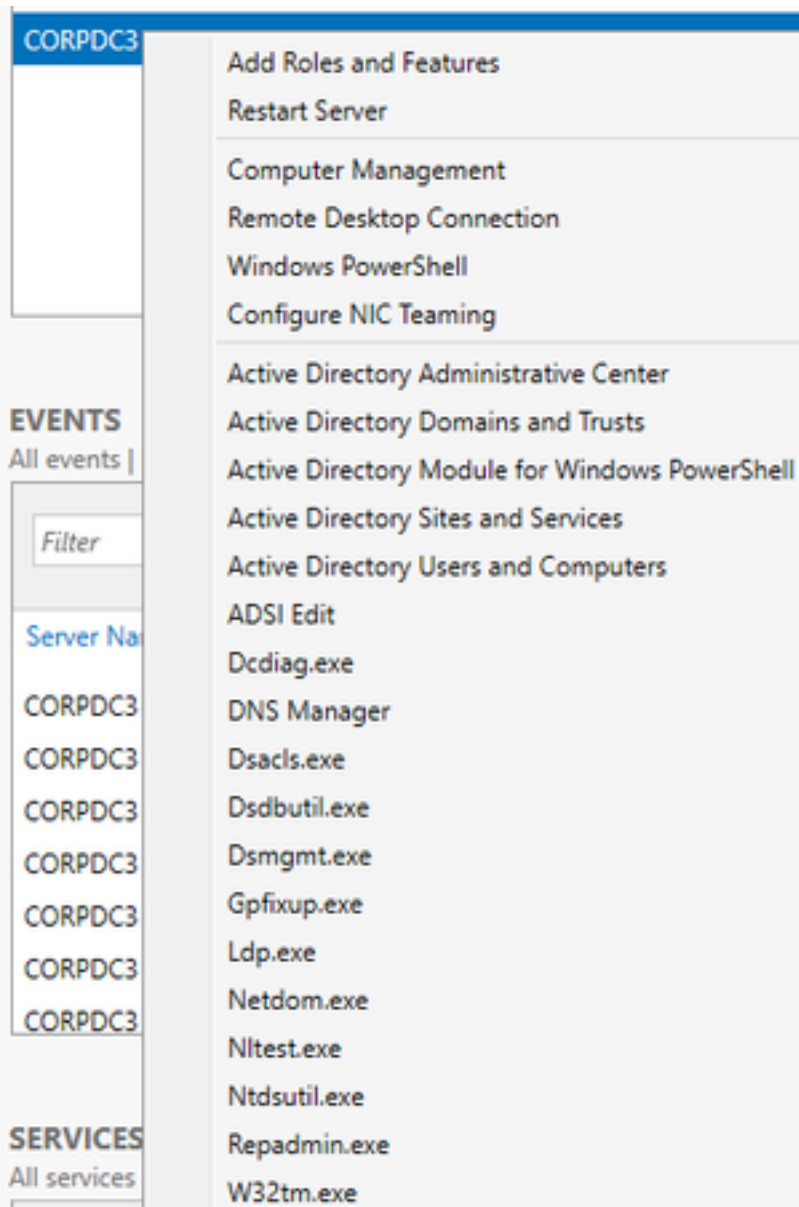 CORPDC3
Add Roles and Features
Restart Server
Computer Management
Remote Desktop Connection
Windows PowerShell
Configure NIC Teaming
Active Directory Administrative Center
Active Directory Domains and Trusts
Active Directory Module for Windows PowerShell
Active Directory Sites and Services
Active Directory Users and Computers
ADSI Edit
Dcdiag.exe
DNS Manager
Dsacls.exe
Dsdbutil.exe
Dsmgmt.exe
Gpfixup.exe
Ldp.exe
Netdom.exe
Nltest.exe
Ntdsutil.exe
Repadmin.exe
W32tm.exe
EVENTS
All events |
Filter
Server Na
CORPDC3
CORPDC3
CORPDC3
CORPDC3
CORPDC3
CORPDC3
CORPDC3
SERVICES
All services